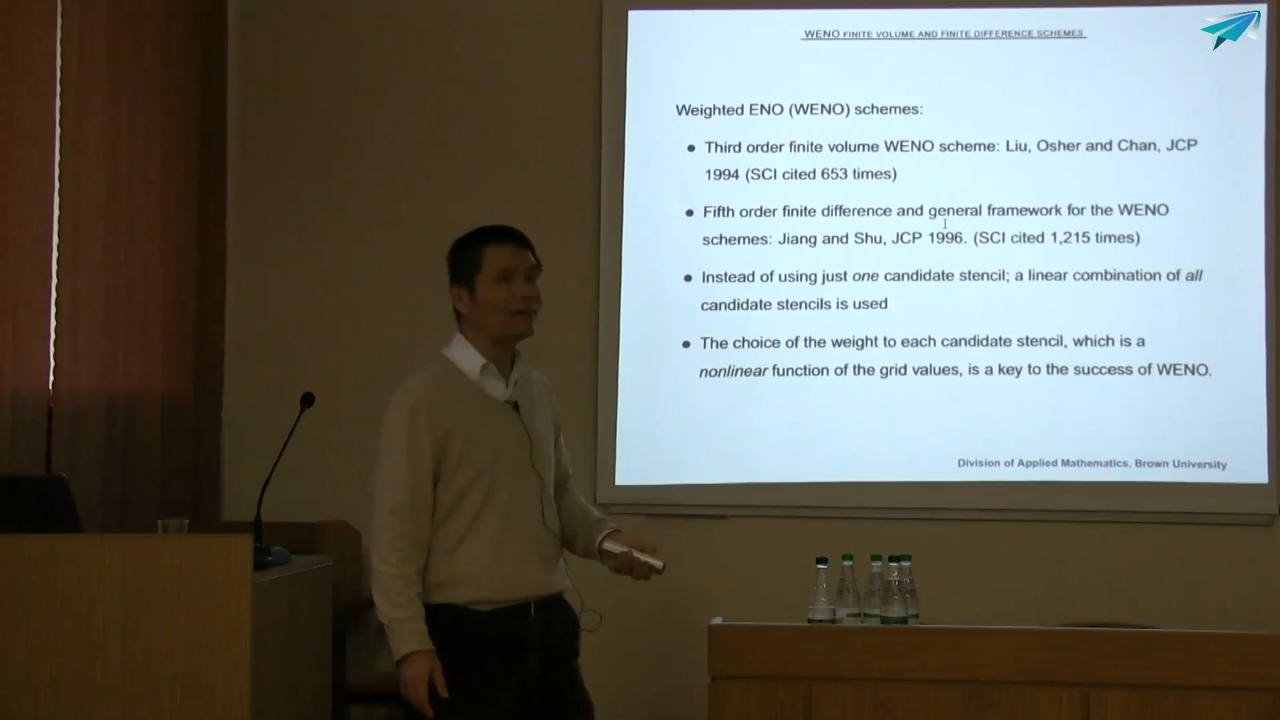 WENO FINITE VOLUME AND FINITE DIFFERENCE SCHEMES
Weighted ENO (WENO) schemes:
● Third order finite volume WENO scheme: Liu, Osher and Chan, JCP
1994 (SCI cited 653 times)
● Fifth order finite difference and general framework for the WENO
schemes: Jiang and Shu, JCP 1996. (SCI cited 1,215 times)
● Instead of using just one candidate stencil; a linear combination of all
candidate stencils is used
● The choice of the weight to each candidate stencil, which is a
nonlinear function of the grid values, is a key to the success of WENO.
Division of Applied Mathematics, Brown University